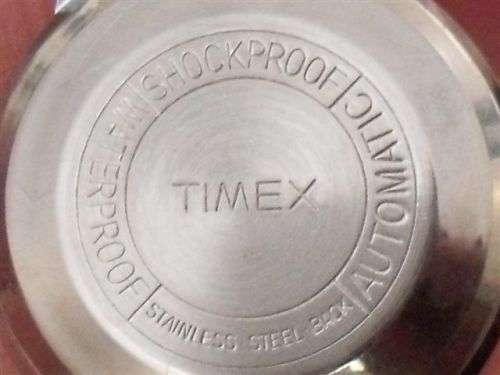 SHOCKPROOF
AUTOMATIC
WATERPROOF
STAINLESS STEEL BACK
TIMEX